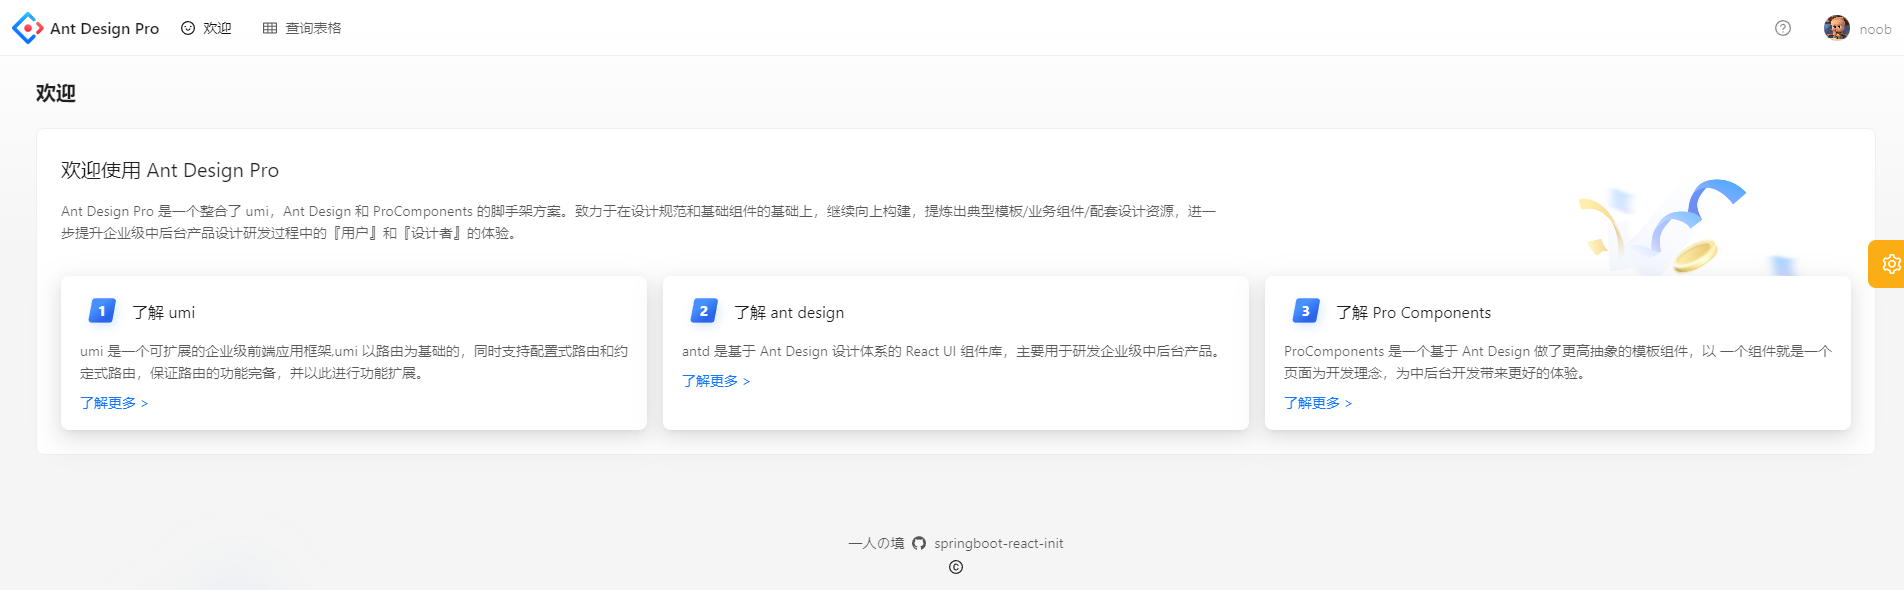 Ant Design Pro 欢迎 查询表格 noob
欢迎
欢迎使用 Ant Design Pro
Ant Design Pro 是一个整合了 umi，Ant Design 和 ProComponents 的脚手架方案。致力于在设计规范和基础组件的基础上，继续向上构建，提炼出典型模板/业务组件/配套设计资源，进一
步提升企业级中后台产品设计研发过程中的『用户』和『设计者』的体验。
1 了解 umi
umi 是一个可扩展的企业级前端应用框架,umi 以路由为基础的，同时支持配置式路由和约
定式路由，保证路由的功能完备，并以此进行功能扩展。
了解更多 >
2 了解 ant design
antd 是基于 Ant Design 设计体系的 React UI 组件库，主要用于研发企业级中后台产品。
了解更多 >
3 了解 Pro Components
ProComponents 是一个基于 Ant Design 做了更高抽象的模板组件，以 一个组件就是一个
页面为开发理念，为中后台开发带来更好的体验。
了解更多 >
一人の境 springboot-react-init
©